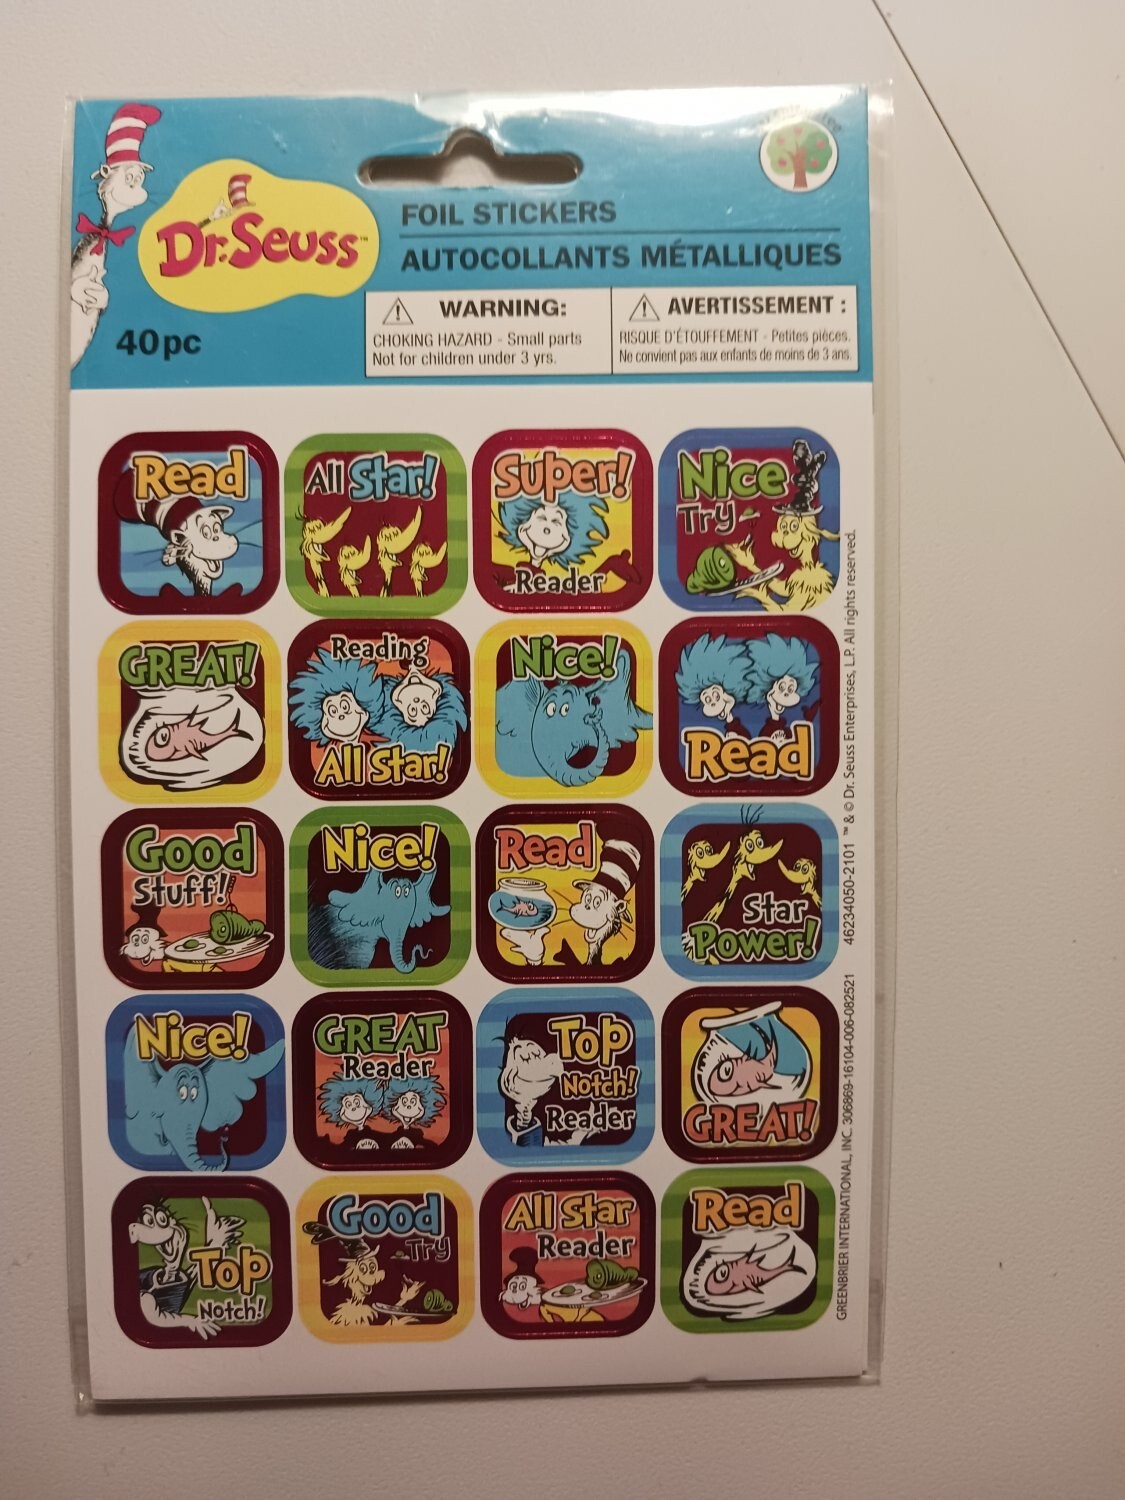 Dr. Seuss™
FOIL STICKERS
AUTOCOLLANTS MÉTALLIQUES
40pc
WARNING:
CHOKING HAZARD - Small parts
Not for children under 3 yrs.
AVERTISSEMENT :
RISQUE D'ÉTOUFFEMENT - Petites pièces.
Ne convient pas aux enfants de moins de 3 ans.
Read
All Star!
Super!
Reader
Nice
Try
GREAT!
Reading
All Star!
Nice!
Read
Good
Stuff!
Nice!
Read
Star
Power!
Nice!
GREAT
Reader
Top
Notch!
Reader
GREAT!
Top
Notch!
Good
Try
All Star
Reader
Read
GREENBRIER INTERNATIONAL, INC. 306869-16104-006-082521 46234050-2101 ™ & © Dr. Seuss Enterprises, L.P. All rights reserved.